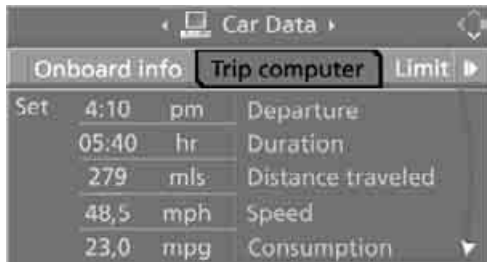 Car Data
Onboard info Trip computer Limit
Set 4:10 pm Departure
05:40 hr Duration
279 mls Distance traveled
48,5 mph Speed
23,0 mpg Consumption